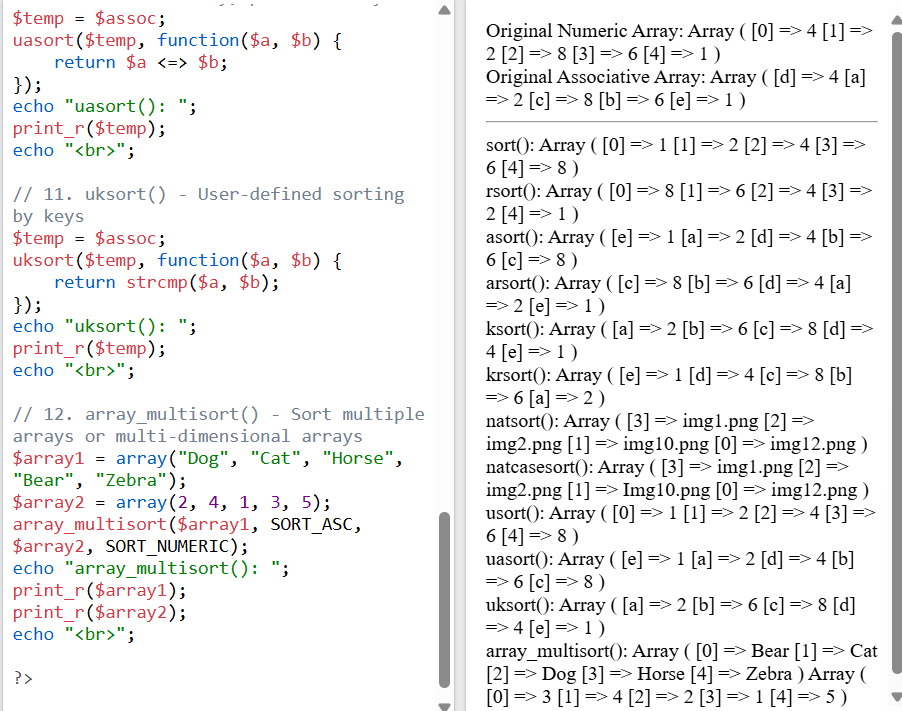 $temp = $assoc;
uasort($temp, function($a, $b) {
    return $a <=> $b;
});
echo "uasort(): ";
print_r($temp);
echo "<br>";

// 11. uksort() - User-defined sorting
by keys
$temp = $assoc;
uksort($temp, function($a, $b) {
    return strcmp($a, $b);
});
echo "uksort(): ";
print_r($temp);
echo "<br>";

// 12. array_multisort() - Sort multiple
arrays or multi-dimensional arrays
$array1 = array("Dog", "Cat", "Horse",
"Bear", "Zebra");
$array2 = array(2, 4, 1, 3, 5);
array_multisort($array1, SORT_ASC,
$array2, SORT_NUMERIC);
echo "array_multisort(): ";
print_r($array1);
print_r($array2);
echo "<br>";

?>

Original Numeric Array: Array ( [0] => 4 [1] =>
2 [2] => 8 [3] => 6 [4] => 1 )
Original Associative Array: Array ( [d] => 4 [a]
=> 2 [c] => 8 [b] => 6 [e] => 1 )
sort(): Array ( [0] => 1 [1] => 2 [2] => 4 [3] =>
6 [4] => 8 )
rsort(): Array ( [0] => 8 [1] => 6 [2] => 4 [3] =>
2 [4] => 1 )
asort(): Array ( [e] => 1 [a] => 2 [d] => 4 [b] =>
6 [c] => 8 )
arsort(): Array ( [c] => 8 [b] => 6 [d] => 4 [a]
=> 2 [e] => 1 )
ksort(): Array ( [a] => 2 [b] => 6 [c] => 8 [d] =>
4 [e] => 1 )
krsort(): Array ( [e] => 1 [d] => 4 [c] => 8 [b]
=> 6 [a] => 2 )
natsort(): Array ( [3] => img1.png [2] =>
img2.png [1] => img10.png [0] => img12.png )
natcasesort(): Array ( [3] => img1.png [2] =>
img2.png [1] => Img10.png [0] => img12.png )
usort(): Array ( [0] => 1 [1] => 2 [2] => 4 [3] =>
6 [4] => 8 )
uasort(): Array ( [e] => 1 [a] => 2 [d] => 4 [b]
=> 6 [c] => 8 )
uksort(): Array ( [a] => 2 [b] => 6 [c] => 8 [d]
=> 4 [e] => 1 )
array_multisort(): Array ( [0] => Bear [1] => Cat
[2] => Dog [3] => Horse [4] => Zebra ) Array (
[0] => 3 [1] => 4 [2] => 2 [3] => 1 [4] => 5 )